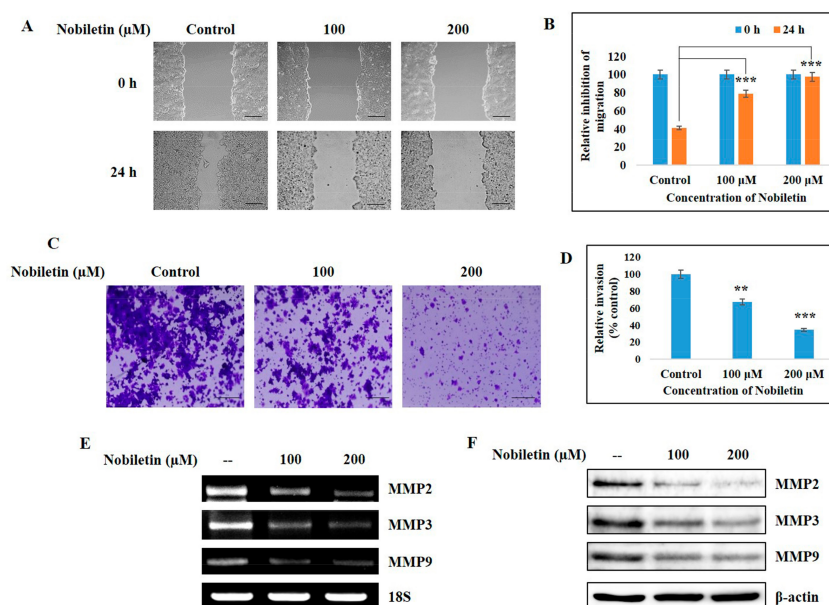 A
Nobiletin (µM) Control 100 200
0 h
24 h
B
0 h 24 h
Relative inhibition of
migration
120
100
80
60
40
20
0
***
***
Control 100 µM 200 µM
Concentration of Nobiletin
C
Nobiletin (µM) Control 100 200
D
Relative invasion
(% control)
120
100
80
60
40
20
0
**
***
Control 100 µM 200 µM
Concentration of Nobiletin
E
Nobiletin (µM) -- 100 200
MMP2
MMP3
MMP9
18S
F
Nobiletin (µM) -- 100 200
MMP2
MMP3
MMP9
β-actin